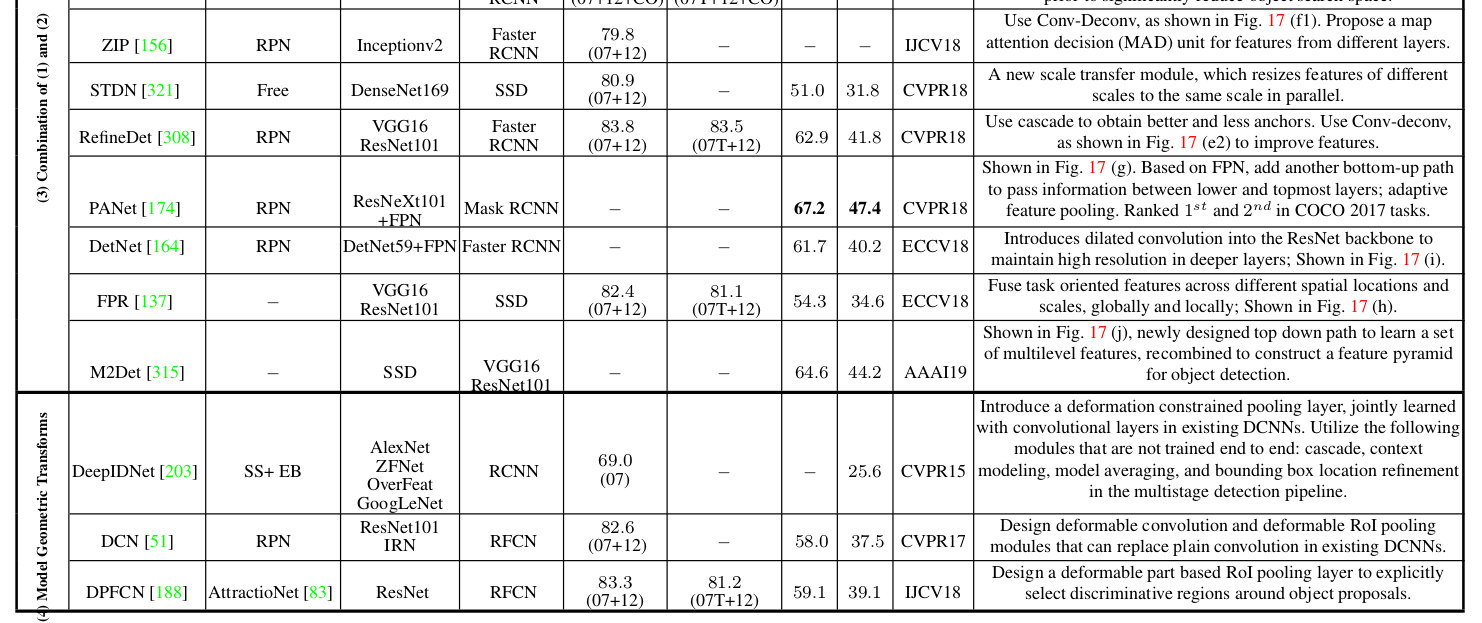 RCNN (07+12+CO) (07T+12+CO) prior to significantly reduce object search space.
(3) Combination of (1) and (2)
ZIP [156] RPN Inceptionv2 Faster RCNN 79.8 (07+12) − − − IJCV18 Use Conv-Deconv, as shown in Fig. 17 (f1). Propose a map
attention decision (MAD) unit for features from different layers.
STDN [321] Free DenseNet169 SSD 80.9 (07+12) − 51.0 31.8 CVPR18 A new scale transfer module, which resizes features of different
scales to the same scale in parallel.
RefineDet [308] RPN VGG16 ResNet101 Faster RCNN 83.8 (07+12) 83.5 (07T+12) 62.9 41.8 CVPR18 Use cascade to obtain better and less anchors. Use Conv-deconv,
as shown in Fig. 17 (e2) to improve features.
PANet [174] RPN ResNeXt101 +FPN Mask RCNN − − 67.2 47.4 CVPR18 Shown in Fig. 17 (g). Based on FPN, add another bottom-up path
to pass information between lower and topmost layers; adaptive
feature pooling. Ranked 1st and 2nd in COCO 2017 tasks.
DetNet [164] RPN DetNet59+FPN Faster RCNN − − 61.7 40.2 ECCV18 Introduces dilated convolution into the ResNet backbone to
maintain high resolution in deeper layers; Shown in Fig. 17 (i).
FPR [137] − VGG16 ResNet101 SSD 82.4 (07+12) 81.1 (07T+12) 54.3 34.6 ECCV18 Fuse task oriented features across different spatial locations and
scales, globally and locally; Shown in Fig. 17 (h).
M2Det [315] − SSD VGG16 ResNet101 − − 64.6 44.2 AAAI19 Shown in Fig. 17 (j), newly designed top down path to learn a set
of multilevel features, recombined to construct a feature pyramid
for object detection.
(4) Model Geometric Transforms
DeepIDNet [203] SS+ EB AlexNet ZFNet OverFeat GoogLeNet RCNN 69.0 (07) − − 25.6 CVPR15 Introduce a deformation constrained pooling layer, jointly learned
with convolutional layers in existing DCNNs. Utilize the following
modules that are not trained end to end: cascade, context
modeling, model averaging, and bounding box location refinement
in the multistage detection pipeline.
DCN [51] RPN ResNet101 IRN RFCN 82.6 (07+12) − 58.0 37.5 CVPR17 Design deformable convolution and deformable RoI pooling
modules that can replace plain convolution in existing DCNNs.
DPFCN [188] AttractioNet [83] ResNet RFCN 83.3 (07+12) 81.2 (07T+12) 59.1 39.1 IJCV18 Design a deformable part based RoI pooling layer to explicitly
select discriminative regions around object proposals.